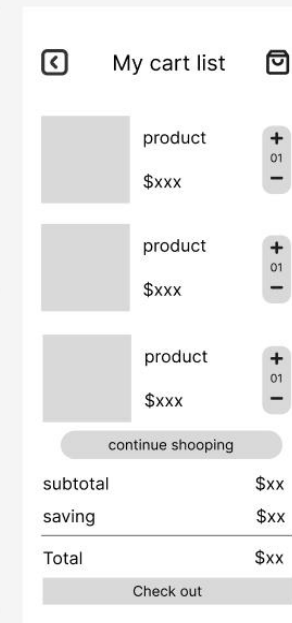 My cart list
product
+
01
$xxx
−
product
+
01
$xxx
−
product
+
01
$xxx
−
continue shooping
subtotal $xx
saving $xx
Total $xx
Check out